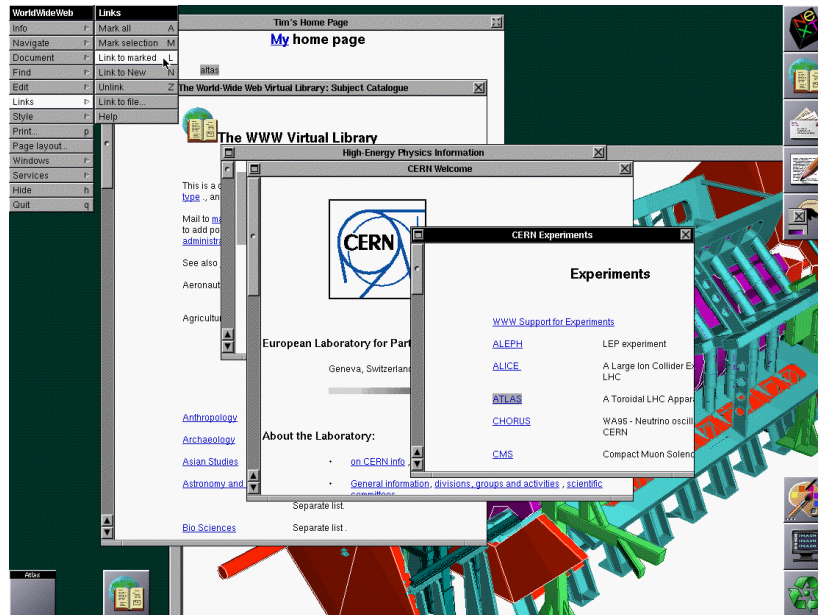 WorldWideWeb
Info
Navigate
Document
Find
Edit
Links
Style
Print... p
Page layout...
Windows
Services
Hide h
Quit q
Links
Mark all A
Mark selection M
Link to marked L
Link to New N
Unlink Z
Link to file...
Help
Tim's Home Page
My home page
atlas
The World-Wide Web Virtual Library: Subject Catalogue
The WWW Virtual Library
This is a
type ., an
Mail to
to add po
administra
See also
Aeronaut
Agricultu
Anthropology
Archaeology
Asian Studies
Astronomy and
Separate list.
Bio Sciences Separate list .
High-Energy Physics Information
CERN Welcome
CERN
European Laboratory for Part
Geneva, Switzerland
About the Laboratory:
· on CERN info ,
· General information, divisions, groups and activities , scientific
committees
CERN Experiments
Experiments
WWW Support for Experiments
ALEPH LEP experiment
ALICE A Large Ion Collider Ex
LHC
ATLAS A Toroidal LHC Appar
CHORUS WA95 - Neutrino oscill
CERN
CMS Compact Muon Soleno
Atlas